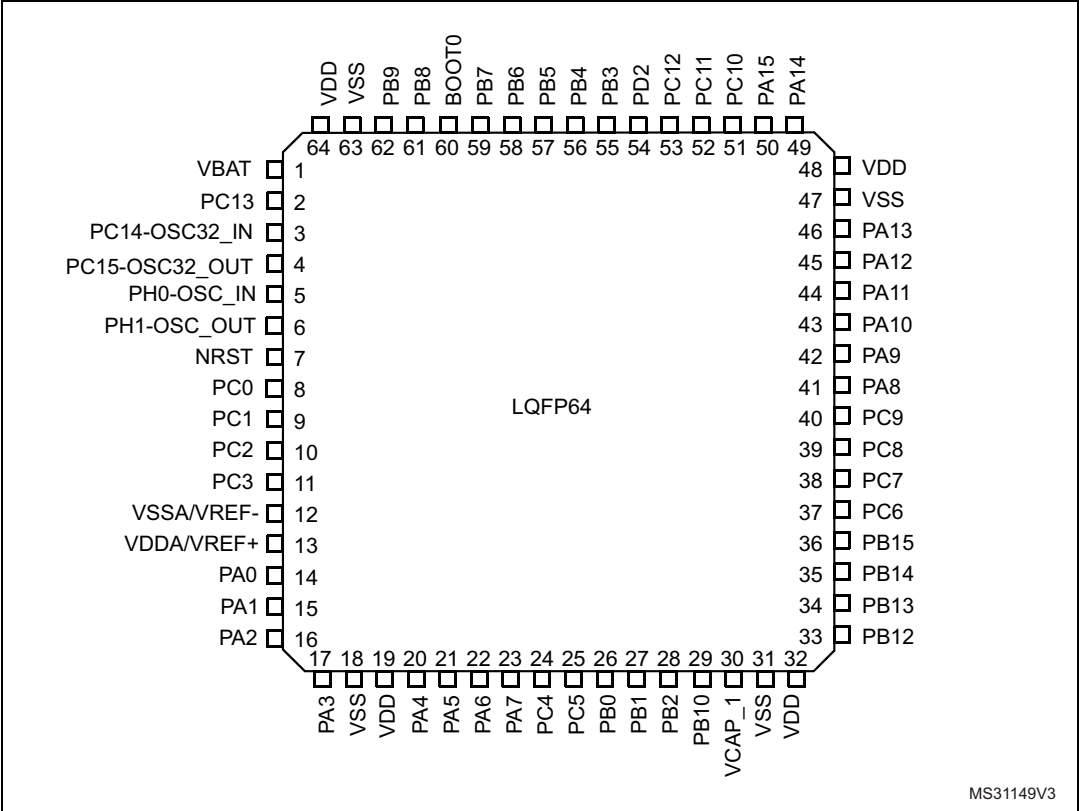 VDD
VSS
PB9
PB8
BOOT0
PB7
PB6
PB5
PB4
PB3
PD2
PC12
PC11
PC10
PA15
PA14
64 63 62 61 60 59 58 57 56 55 54 53 52 51 50 49
VBAT 1
PC13 2
PC14-OSC32_IN 3
PC15-OSC32_OUT 4
PH0-OSC_IN 5
PH1-OSC_OUT 6
NRST 7
PC0 8
PC1 9
PC2 10
PC3 11
VSSA/VREF- 12
VDDA/VREF+ 13
PA0 14
PA1 15
PA2 16
LQFP64
48 VDD
47 VSS
46 PA13
45 PA12
44 PA11
43 PA10
42 PA9
41 PA8
40 PC9
39 PC8
38 PC7
37 PC6
36 PB15
35 PB14
34 PB13
33 PB12
17 18 19 20 21 22 23 24 25 26 27 28 29 30 31 32
PA3
VSS
VDD
PA4
PA5
PA6
PA7
PC4
PC5
PB0
PB1
PB2
PB10
VCAP_1
VSS
VDD
MS31149V3